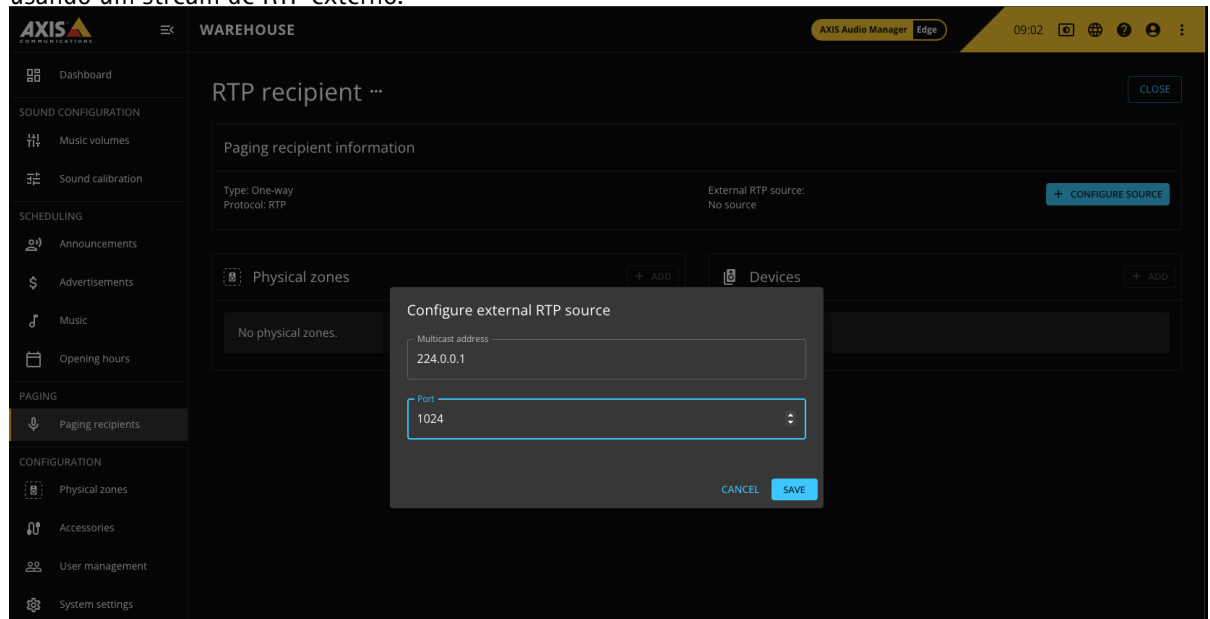 usando um stream de RTP externo.
AXIS
COMMUNICATIONS
WAREHOUSE
AXIS Audio Manager Edge
09:02
Dashboard
RTP recipient ···
CLOSE
SOUND CONFIGURATION
Music volumes
Paging recipient information
Sound calibration
Type: One-way
Protocol: RTP
External RTP source:
No source
+ CONFIGURE SOURCE
SCHEDULING
Announcements
Advertisements
Physical zones
+ ADD
Devices
+ ADD
Music
No physical zones.
Opening hours
PAGING
Paging recipients
CONFIGURATION
Physical zones
Accessories
User management
System settings
Configure external RTP source
Multicast address
224.0.0.1
Port
1024
CANCEL
SAVE